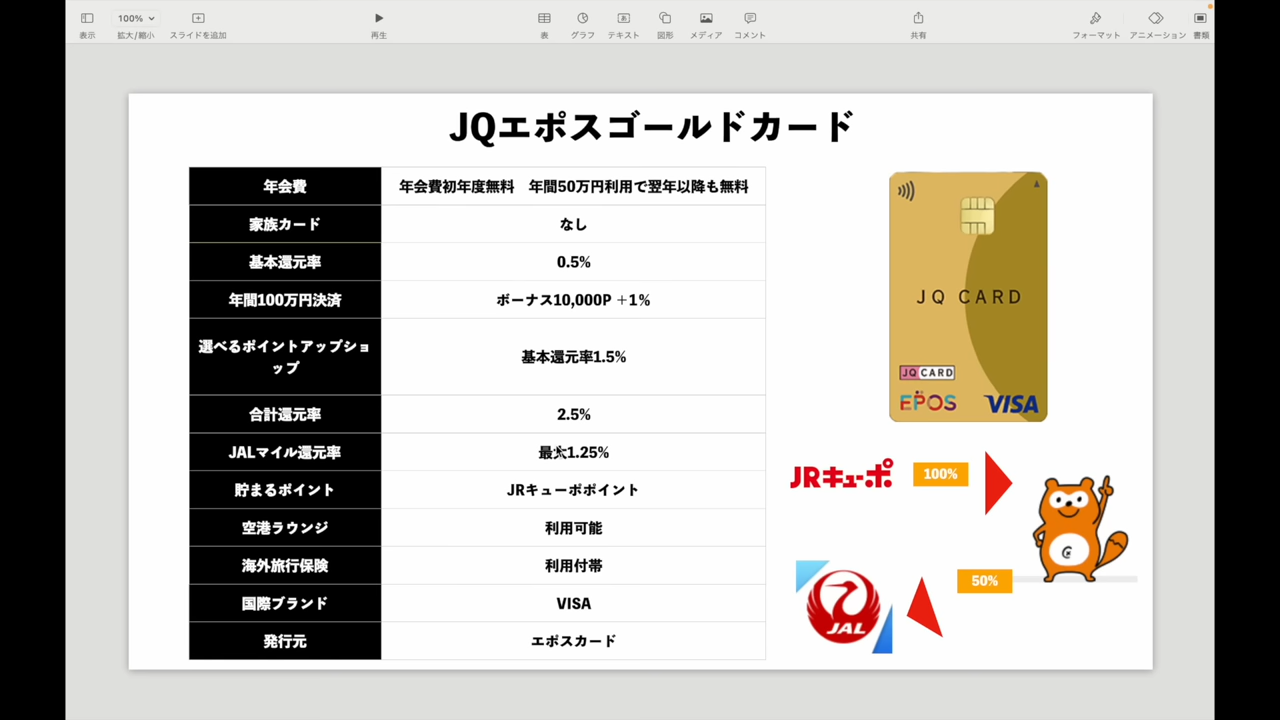 100%
表示
拡大/縮小
スライドを追加
再生
表
グラフ
テキスト
図形
メディア
コメント
共有
フォーマット
アニメーション
書類
JQエポスゴールドカード
年会費 年会費初年度無料 年間50万円利用で翌年以降も無料
家族カード なし
基本還元率 0.5%
年間100万円決済 ボーナス10,000P +1%
選べるポイントアップショ
ップ 基本還元率1.5%
合計還元率 2.5%
JALマイル還元率 最大1.25%
貯まるポイント JRキューポポイント
空港ラウンジ 利用可能
海外旅行保険 利用付帯
国際ブランド VISA
発行元 エポスカード
JQ CARD
JQ CARD
EPOS VISA
JRキューポ 100%
50%
JAL